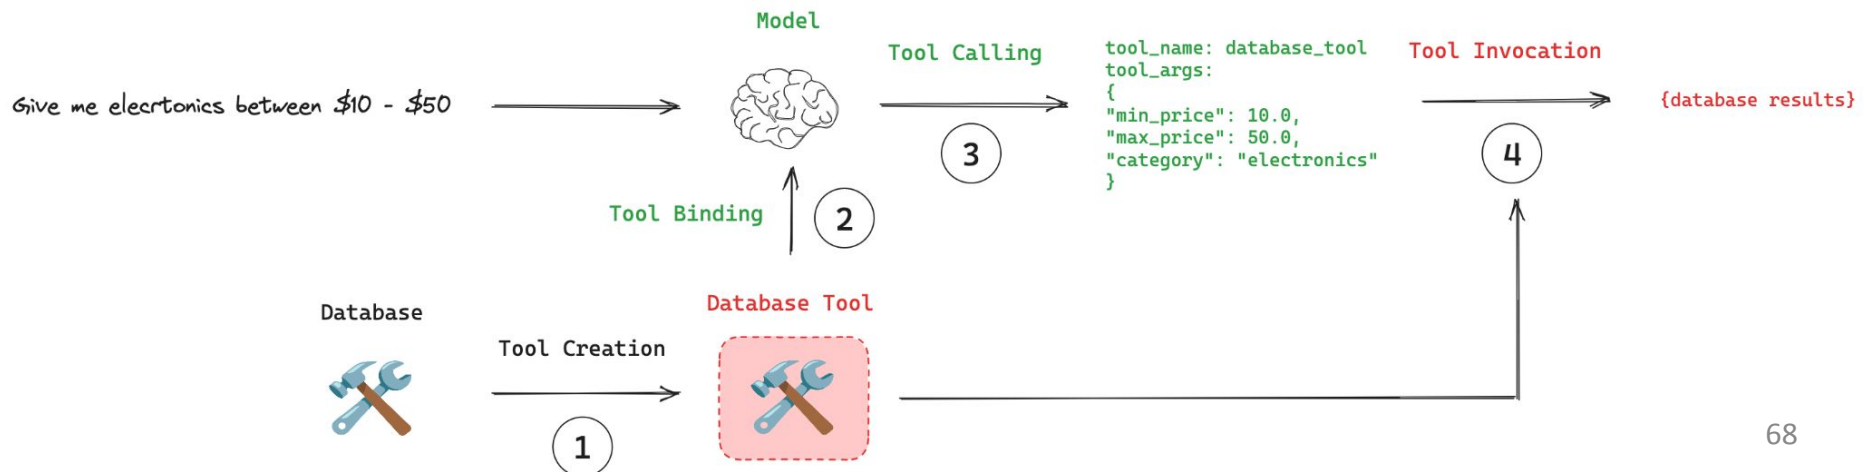 Model
Tool Calling
tool_name: database_tool
Tool Invocation
tool_args:
{
Give me elecrtonics between $10 - $50
{database results}
"min_price": 10.0,
"max_price": 50.0,
"category": "electronics"
}
3
4
Tool Binding
2
Database
Database Tool
Tool Creation
1
68